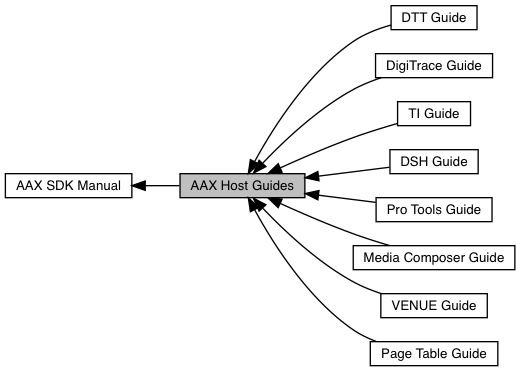 DTT Guide
DigiTrace Guide
TI Guide
DSH Guide
AAX SDK Manual
AAX Host Guides
Pro Tools Guide
Media Composer Guide
VENUE Guide
Page Table Guide